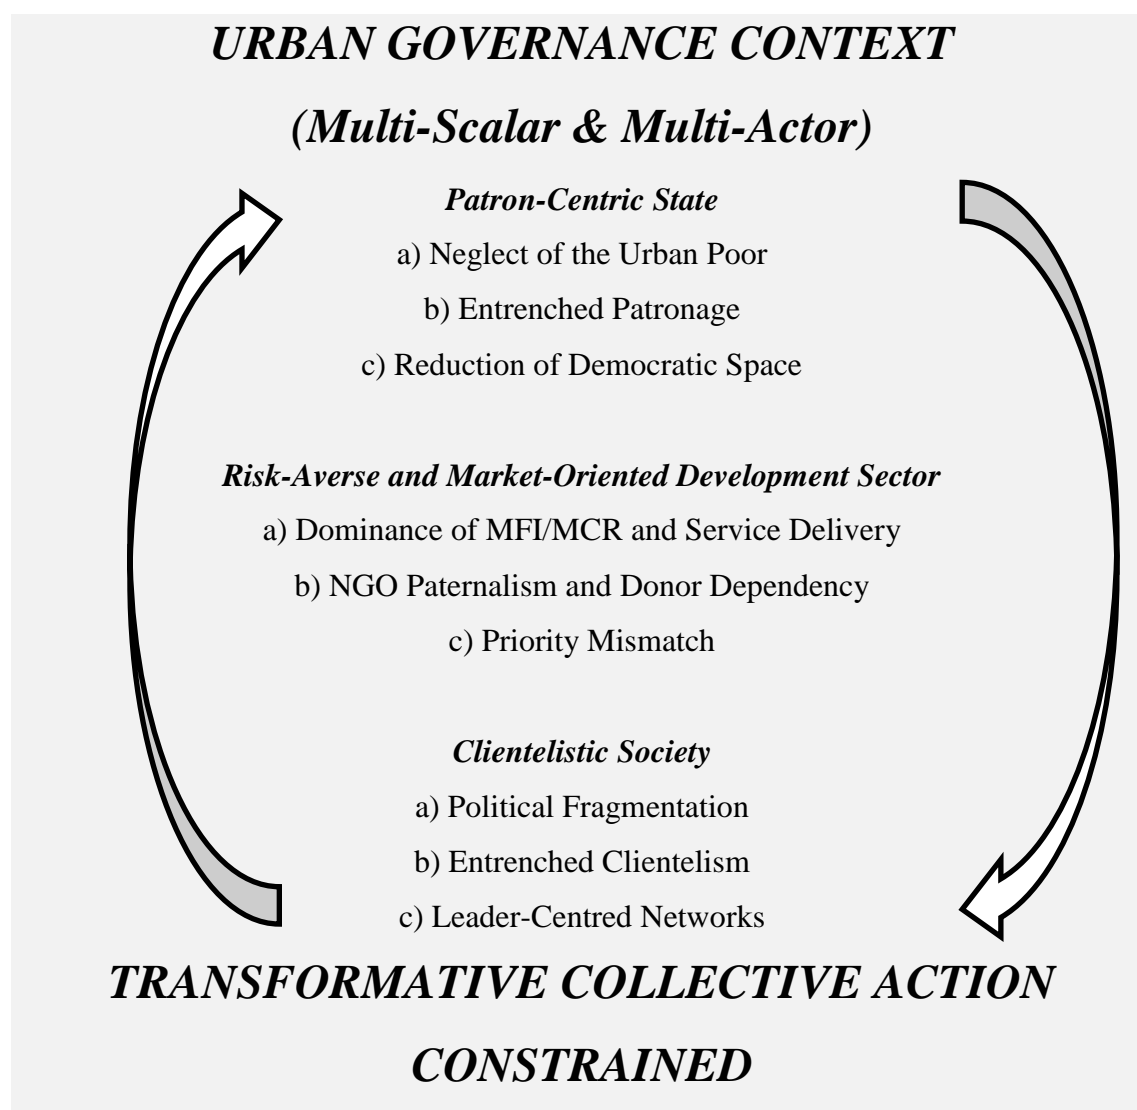 URBAN GOVERNANCE CONTEXT
(Multi-Scalar & Multi-Actor)
Patron-Centric State
a) Neglect of the Urban Poor
b) Entrenched Patronage
c) Reduction of Democratic Space
Risk-Averse and Market-Oriented Development Sector
a) Dominance of MFI/MCR and Service Delivery
b) NGO Paternalism and Donor Dependency
c) Priority Mismatch
Clientelistic Society
a) Political Fragmentation
b) Entrenched Clientelism
c) Leader-Centred Networks
TRANSFORMATIVE COLLECTIVE ACTION
CONSTRAINED